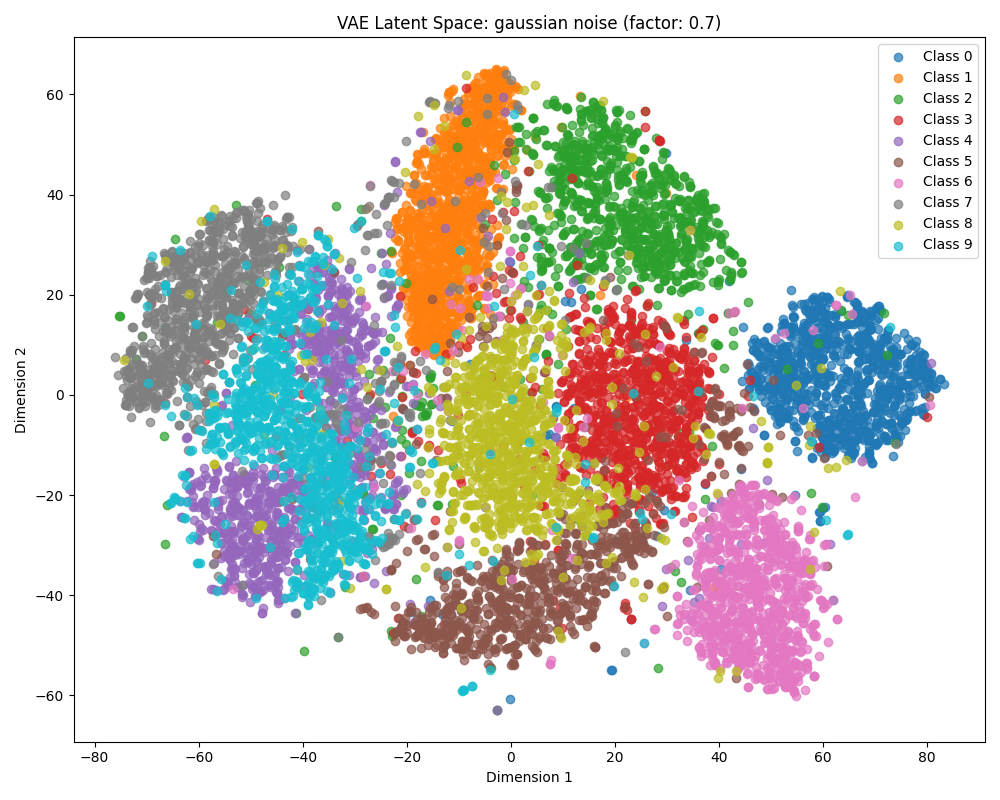 VAE Latent Space: gaussian noise (factor: 0.7)
Class 0
Class 1
Class 2
Class 3
Class 4
Class 5
Class 6
Class 7
Class 8
Class 9
60
40
20
0
−20
−40
−60
Dimension 2
−80 −60 −40 −20 0 20 40 60 80
Dimension 1